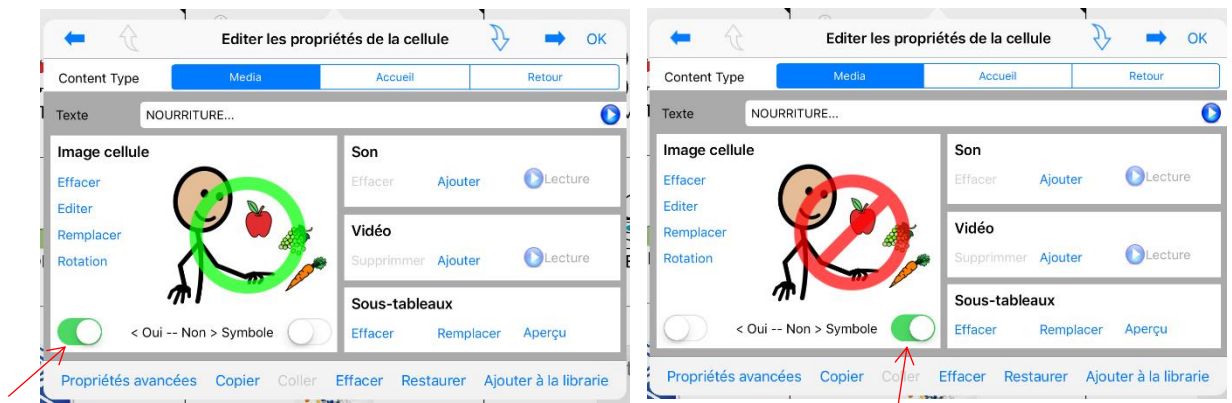 Editer les propriétés de la cellule OK
Content Type Media Accueil Retour
Texte NOURRITURE...
Image cellule
Effacer
Editer
Remplacer
Rotation
< Oui -- Non > Symbole
Son
Effacer Ajouter Lecture
Vidéo
Supprimmer Ajouter Lecture
Sous-tableaux
Effacer Remplacer Aperçu
Propriétés avancées Copier Coller Effacer Restaurer Ajouter à la librarie
Editer les propriétés de la cellule OK
Content Type Media Accueil Retour
Texte NOURRITURE...
Image cellule
Effacer
Editer
Remplacer
Rotation
< Oui -- Non > Symbole
Son
Effacer Ajouter Lecture
Vidéo
Supprimmer Ajouter Lecture
Sous-tableaux
Effacer Remplacer Aperçu
Propriétés avancées Copier Coller Effacer Restaurer Ajouter à la librarie